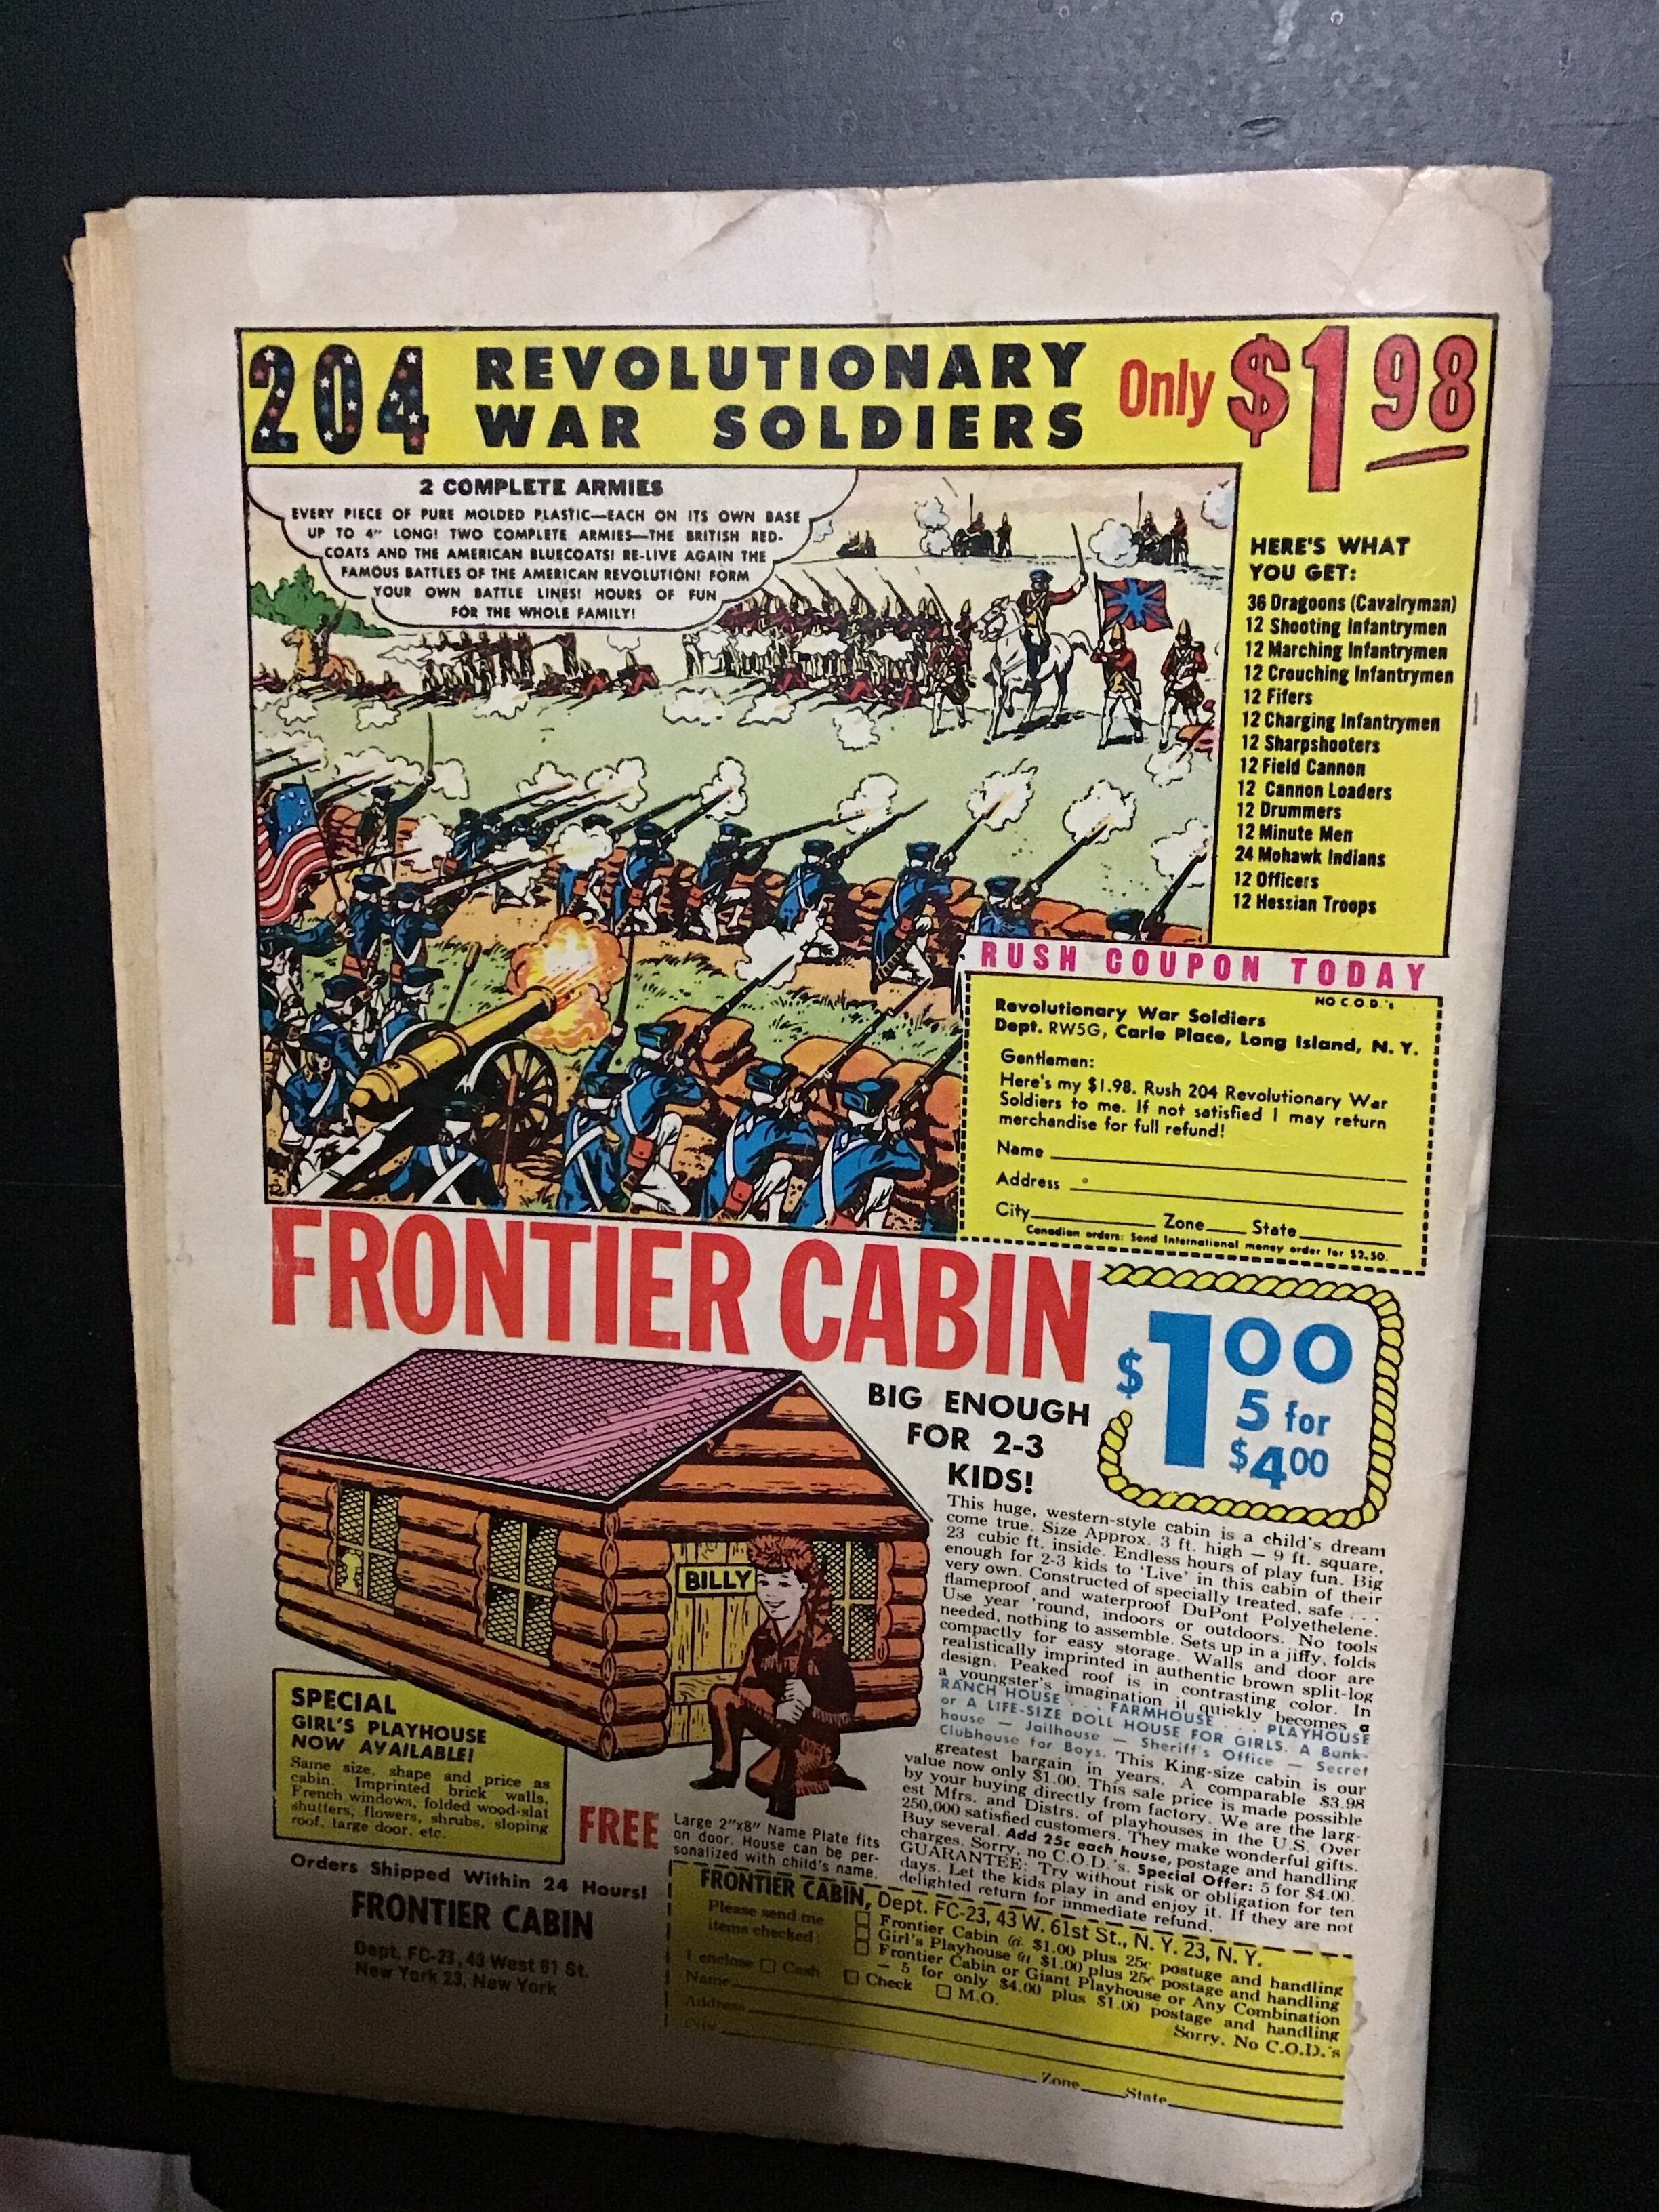 204 REVOLUTIONARY WAR SOLDIERS Only $1.98
2 COMPLETE ARMIES
EVERY PIECE OF PURE MOLDED PLASTIC—EACH ON ITS OWN BASE
UP TO 4" LONG! TWO COMPLETE ARMIES—THE BRITISH RED-
COATS AND THE AMERICAN BLUECOATS! RE-LIVE AGAIN THE
FAMOUS BATTLES OF THE AMERICAN REVOLUTION! FORM
YOUR OWN BATTLE LINES! HOURS OF FUN
FOR THE WHOLE FAMILY!
HERE'S WHAT
YOU GET:
36 Dragoons (Cavalryman)
12 Shooting Infantrymen
12 Marching Infantrymen
12 Crouching Infantrymen
12 Fifers
12 Charging Infantrymen
12 Sharpshooters
12 Field Cannon
12 Cannon Loaders
12 Drummers
12 Minute Men
24 Mohawk Indians
12 Officers
12 Hessian Troops
RUSH COUPON TODAY
NO C.O.D.'s
Revolutionary War Soldiers
Dept. RW5G, Carle Place, Long Island, N. Y.
Gentlemen:
Here's my $1.98. Rush 204 Revolutionary War
Soldiers to me. If not satisfied I may return
merchandise for full refund!
Name
Address
City Zone State
Canadian orders: Send International money order for $2.50.
FRONTIER CABIN
$1.00
5 for
$4.00
BIG ENOUGH
FOR 2-3
KIDS!
BILLY
This huge, western-style cabin is a child's dream
come true. Size Approx. 3 ft. high — 9 ft. square,
23 cubic ft. inside. Endless hours of play fun. Big
enough for 2-3 kids to 'Live' in this cabin of their
very own. Constructed of specially treated, safe . . .
flameproof and waterproof DuPont Polyethelene.
Use year 'round, indoors or outdoors. No tools
needed, nothing to assemble. Sets up in a jiffy, folds
compactly for easy storage. Walls and door are
realistically imprinted in authentic brown split-log
design. Peaked roof is in contrasting color. In
a youngster's imagination it quickly becomes a
RANCH HOUSE . . . FARMHOUSE . . . PLAYHOUSE
or A LIFE-SIZE DOLL HOUSE FOR GIRLS. A Bunk-
house — Jailhouse — Sheriff's Office — Secret
Clubhouse for Boys. This King-size cabin is our
greatest bargain in years. A comparable $3.98
value now only $1.00. This sale price is made possible
by your buying directly from factory. We are the larg-
est Mfrs. and Distrs. of playhouses in the U.S. Over
250,000 satisfied customers. They make wonderful gifts.
Buy several. Add 25c each house, postage and handling
charges. Sorry, no C.O.D.'s. Special Offer: 5 for $4.00.
GUARANTEE: Try without risk or obligation for ten
days. Let the kids play in and enjoy it. If they are not
delighted return for immediate refund.
SPECIAL
GIRL'S PLAYHOUSE
NOW AVAILABLE!
Same size, shape and price as
cabin. Imprinted brick walls,
French windows, folded wood-slat
shutters, flowers, shrubs, sloping
roof, large door, etc.
FREE
Large 2"x8" Name Plate fits
on door. House can be per-
sonalized with child's name.
Orders Shipped Within 24 Hours!
FRONTIER CABIN
Dept. FC-23, 43 West 61 St.
New York 23, New York
FRONTIER CABIN, Dept. FC-23, 43 W. 61st St., N. Y. 23, N. Y.
Please send me
items checked:
Frontier Cabin @ $1.00 plus 25c postage and handling
Girl's Playhouse @ $1.00 plus 25c postage and handling
Frontier Cabin or Giant Playhouse or Any Combination
— 5 for only $4.00 plus $1.00 postage and handling
I enclose Cash Check M.O.
Sorry, No C.O.D.'s
Name
Address
City Zone State